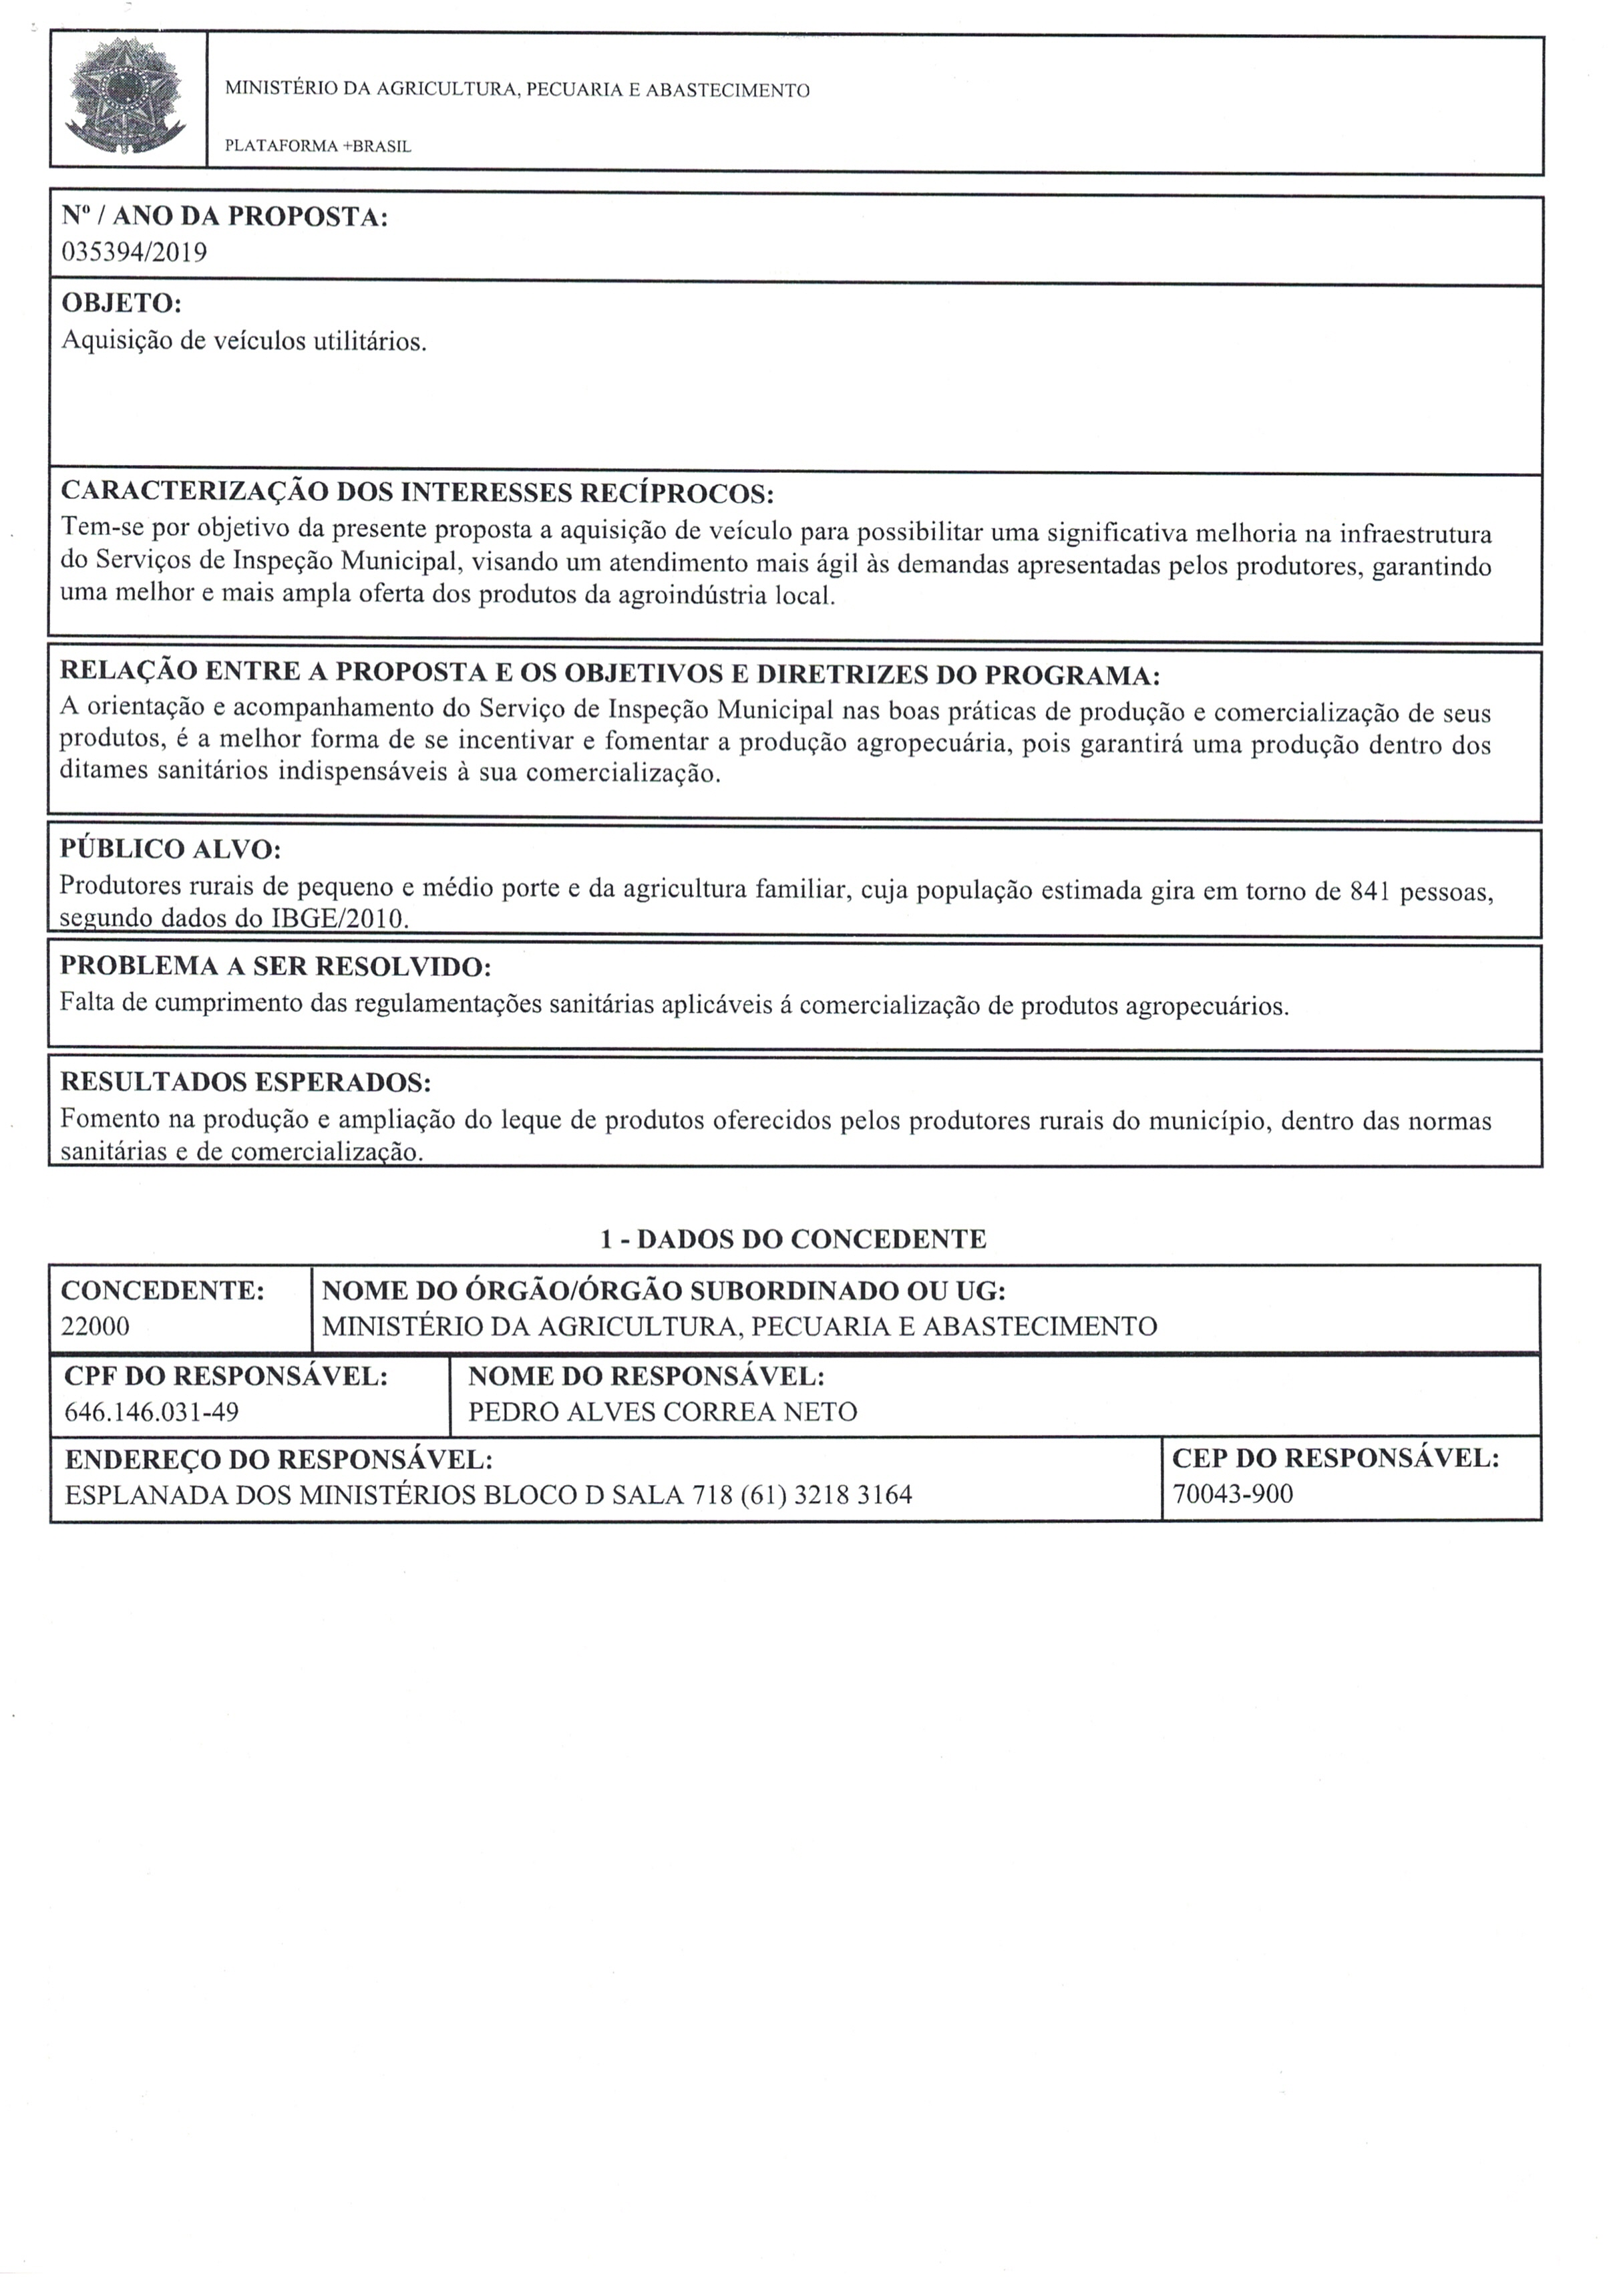 MINISTÉRIO DA AGRICULTURA, PECUARIA E ABASTECIMENTO
PLATAFORMA +BRASIL
Nº / ANO DA PROPOSTA:
035394/2019
OBJETO:
Aquisição de veículos utilitários.
CARACTERIZAÇÃO DOS INTERESSES RECÍPROCOS:
Tem-se por objetivo da presente proposta a aquisição de veículo para possibilitar uma significativa melhoria na infraestrutura
do Serviços de Inspeção Municipal, visando um atendimento mais ágil às demandas apresentadas pelos produtores, garantindo
uma melhor e mais ampla oferta dos produtos da agroindústria local.
RELAÇÃO ENTRE A PROPOSTA E OS OBJETIVOS E DIRETRIZES DO PROGRAMA:
A orientação e acompanhamento do Serviço de Inspeção Municipal nas boas práticas de produção e comercialização de seus
produtos, é a melhor forma de se incentivar e fomentar a produção agropecuária, pois garantirá uma produção dentro dos
ditames sanitários indispensáveis à sua comercialização.
PÚBLICO ALVO:
Produtores rurais de pequeno e médio porte e da agricultura familiar, cuja população estimada gira em torno de 841 pessoas,
segundo dados do IBGE/2010.
PROBLEMA A SER RESOLVIDO:
Falta de cumprimento das regulamentações sanitárias aplicáveis á comercialização de produtos agropecuários.
RESULTADOS ESPERADOS:
Fomento na produção e ampliação do leque de produtos oferecidos pelos produtores rurais do município, dentro das normas
sanitárias e de comercialização.
1 - DADOS DO CONCEDENTE
CONCEDENTE:
22000
NOME DO ÓRGÃO/ÓRGÃO SUBORDINADO OU UG:
MINISTÉRIO DA AGRICULTURA, PECUARIA E ABASTECIMENTO
CPF DO RESPONSÁVEL:
646.146.031-49
NOME DO RESPONSÁVEL:
PEDRO ALVES CORREA NETO
ENDEREÇO DO RESPONSÁVEL:
ESPLANADA DOS MINISTÉRIOS BLOCO D SALA 718 (61) 3218 3164
CEP DO RESPONSÁVEL:
70043-900